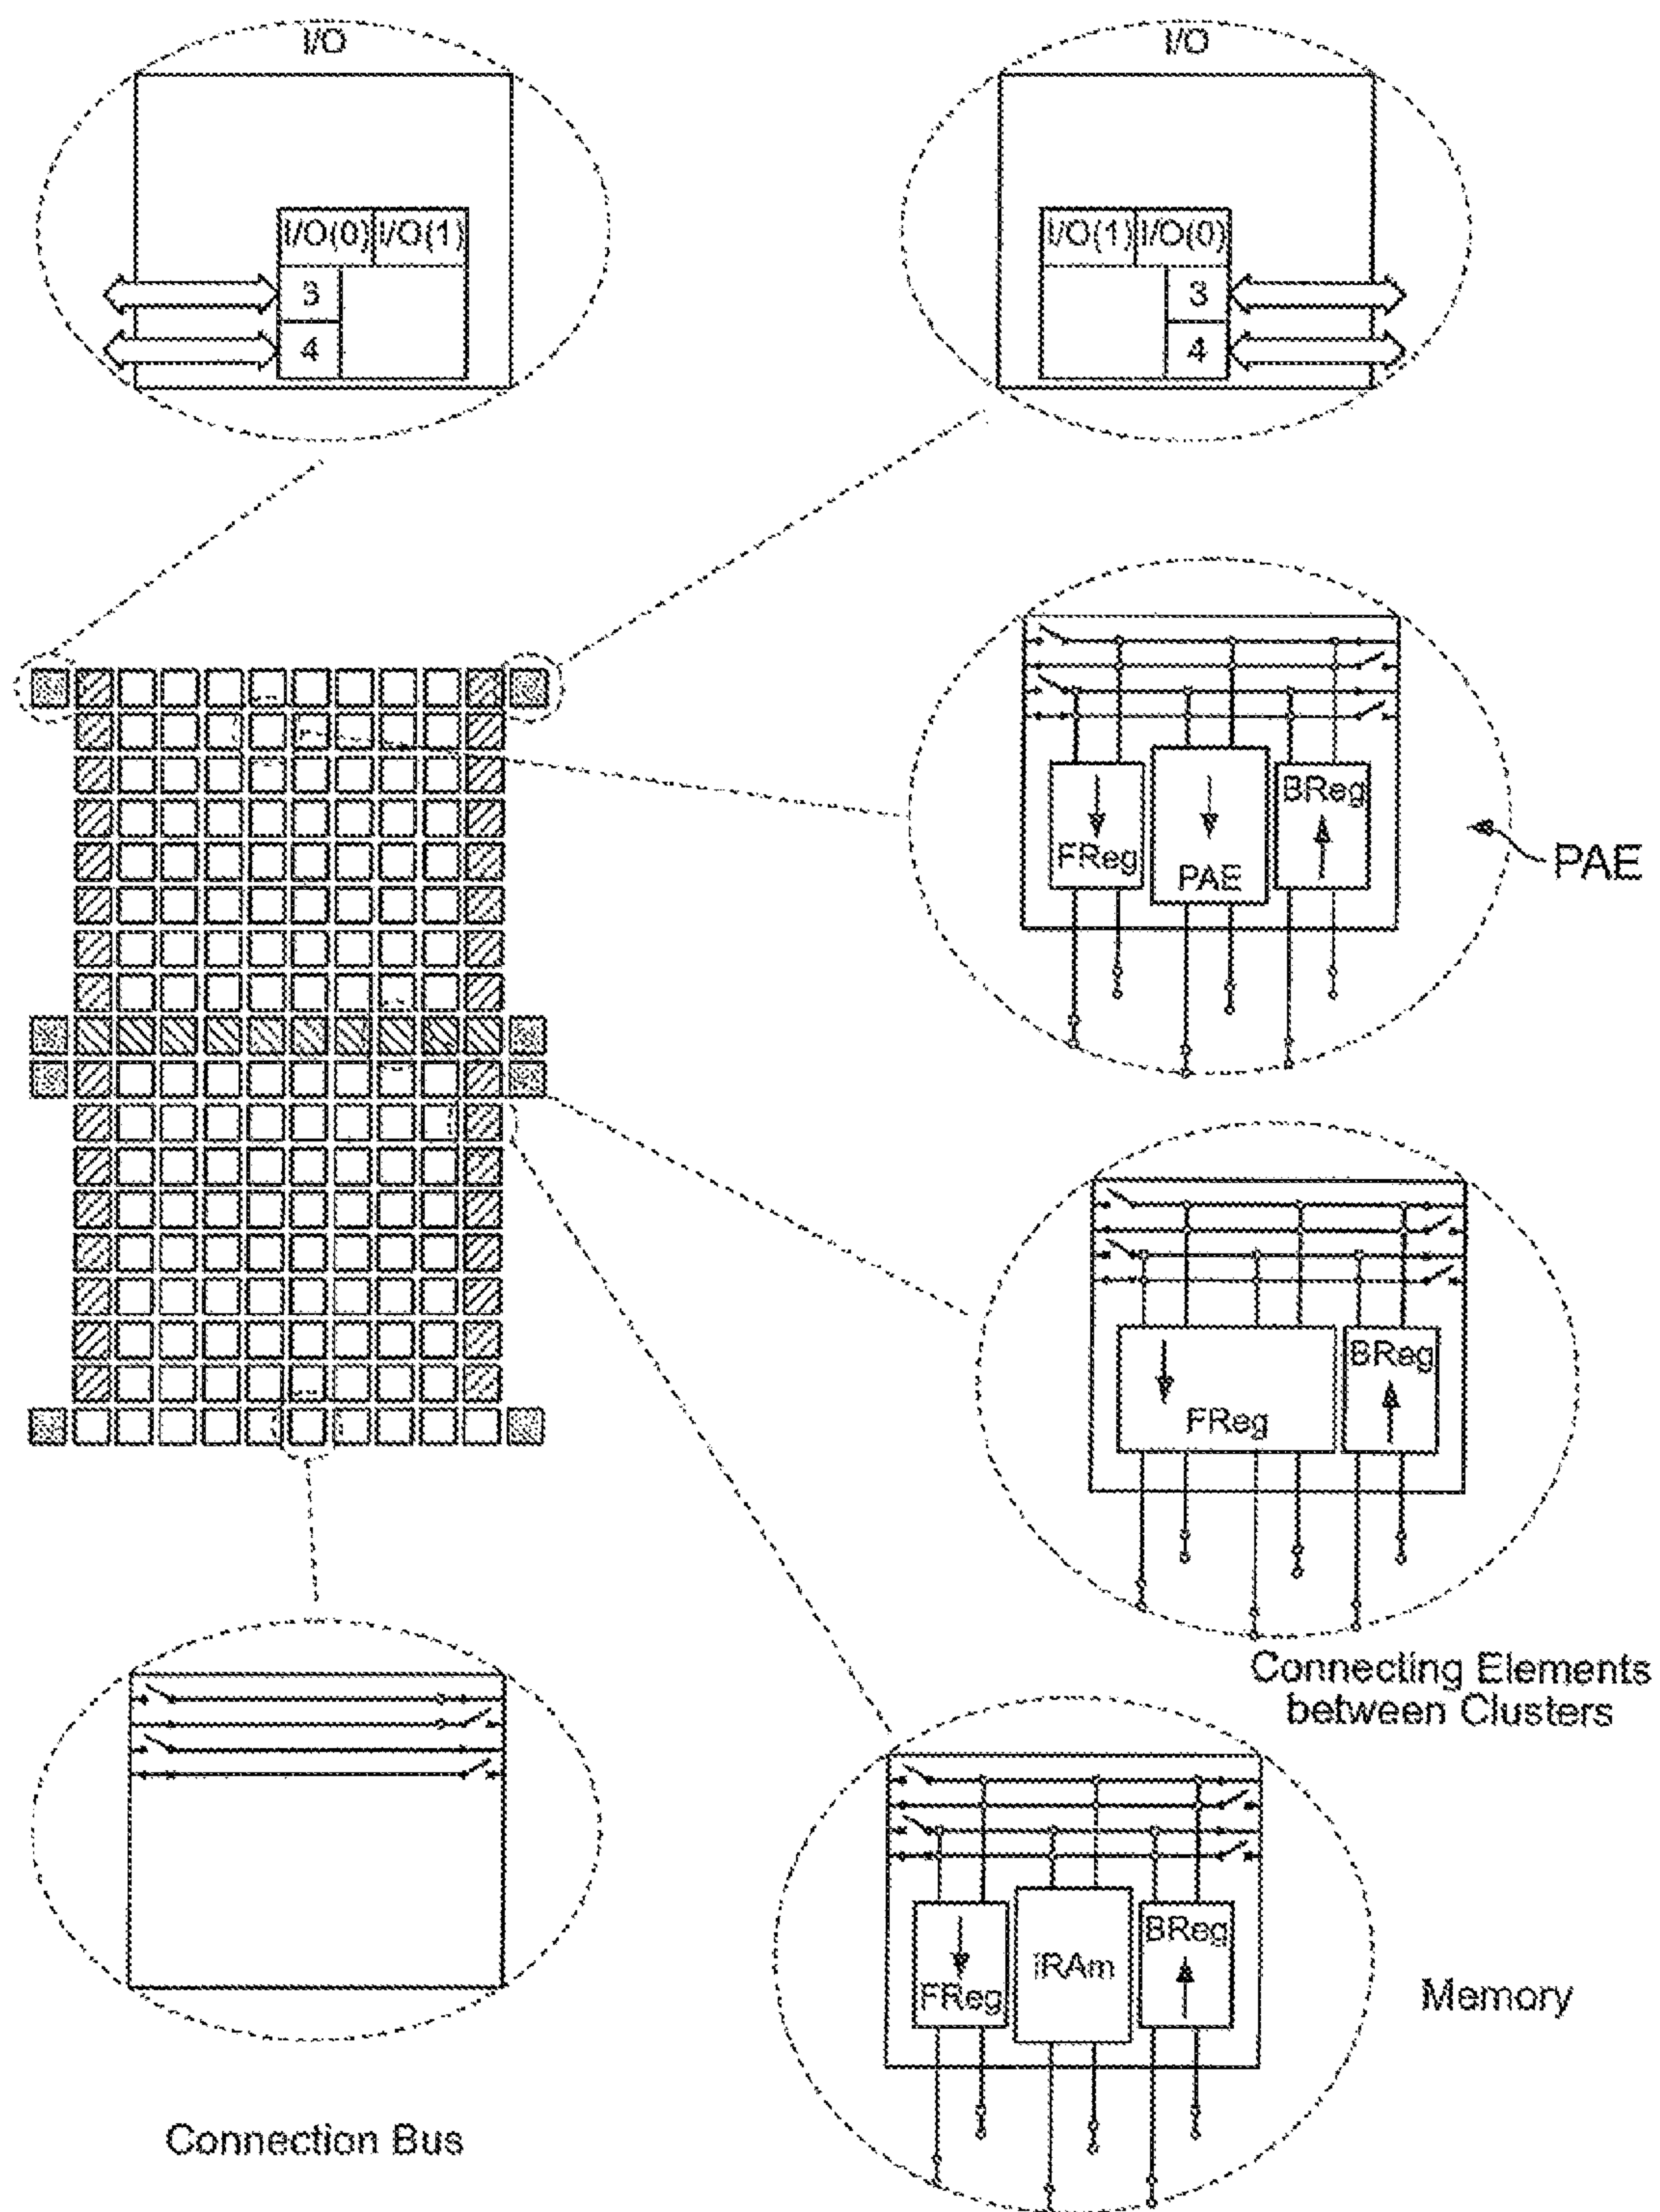 I/O
I/O
I/O(0) I/O(1)
3
4
I/O(1) I/O(0)
3
4
FReg
PAE
BReg
PAE
FReg
BReg
Connecting Elements
between Clusters
FReg
IRAm
BReg
Memory
Connection Bus